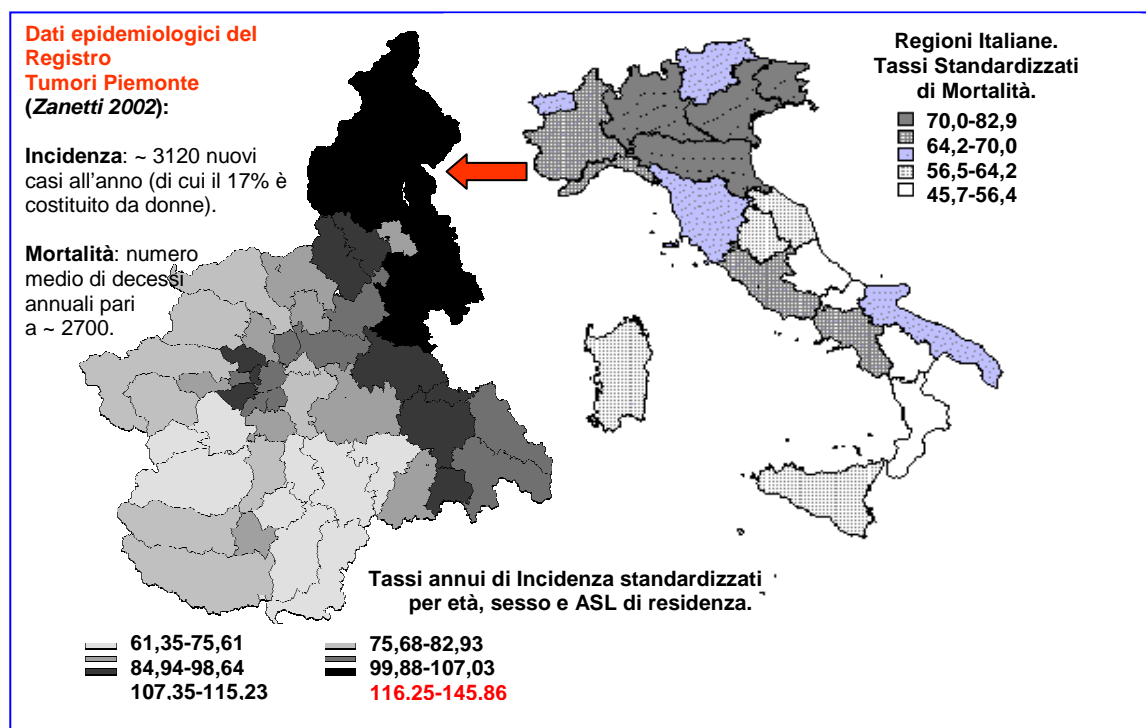 Dati epidemiologici del
Registro
Tumori Piemonte
(Zanetti 2002):
Incidenza: ~ 3120 nuovi
casi all'anno (di cui il 17% è
costituito da donne).
Mortalità: numero
medio di decessi
annuali pari
a ~ 2700.
Regioni Italiane.
Tassi Standardizzati
di Mortalità.
70,0-82,9
64,2-70,0
56,5-64,2
45,7-56,4
Tassi annui di Incidenza standardizzati
per età, sesso e ASL di residenza.
61,35-75,61
84,94-98,64
107,35-115,23
75,68-82,93
99,88-107,03
116,25-145,86